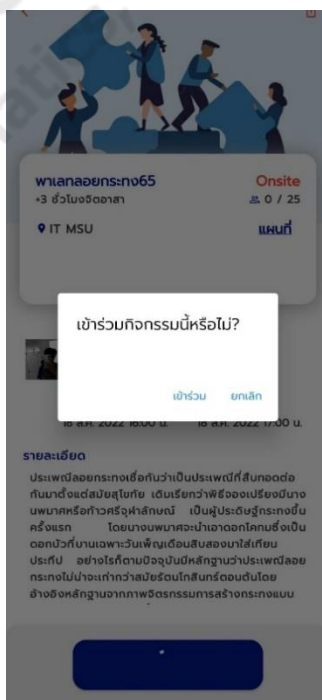 พาเลทลอยกระทง65
Onsite
+3 ชั่วโมงจิตอาสา
0 / 25
IT MSU
แผนที่
เข้าร่วมกิจกรรมนี้หรือไม่?
เข้าร่วม ยกเลิก
2022 16:00 น. 2022 17:00 น.
รายละเอียด
ประเพณีลอยกระทงเชื่อกันว่าเป็นประเพณีที่สืบทอดต่อ
กันมาตั้งแต่สมัยสุโขทัย เดิมเรียกว่าพิธีจองเปรียงมีนาง
นพมาศหรือท้าวศรีจุฬาลักษณ์ เป็นผู้ประดิษฐ์กระทงขึ้น
ครั้งแรก โดยนางนพมาศจะนำเอาดอกโคทมซึ่งเป็น
ดอกบัวที่บานเฉพาะวันเพ็ญเดือนสิบสองมาใส่เทียน
ประทีป อย่างไรก็ตามปัจจุบันมีหลักฐานว่าประเพณีลอย
กระทงไม่น่าจะเก่ากว่าสมัยรัตนโกสินทร์ตอนต้นโดย
อ้างอิงหลักฐานจากภาพจิตรกรรมการสร้างกระทงแบบ